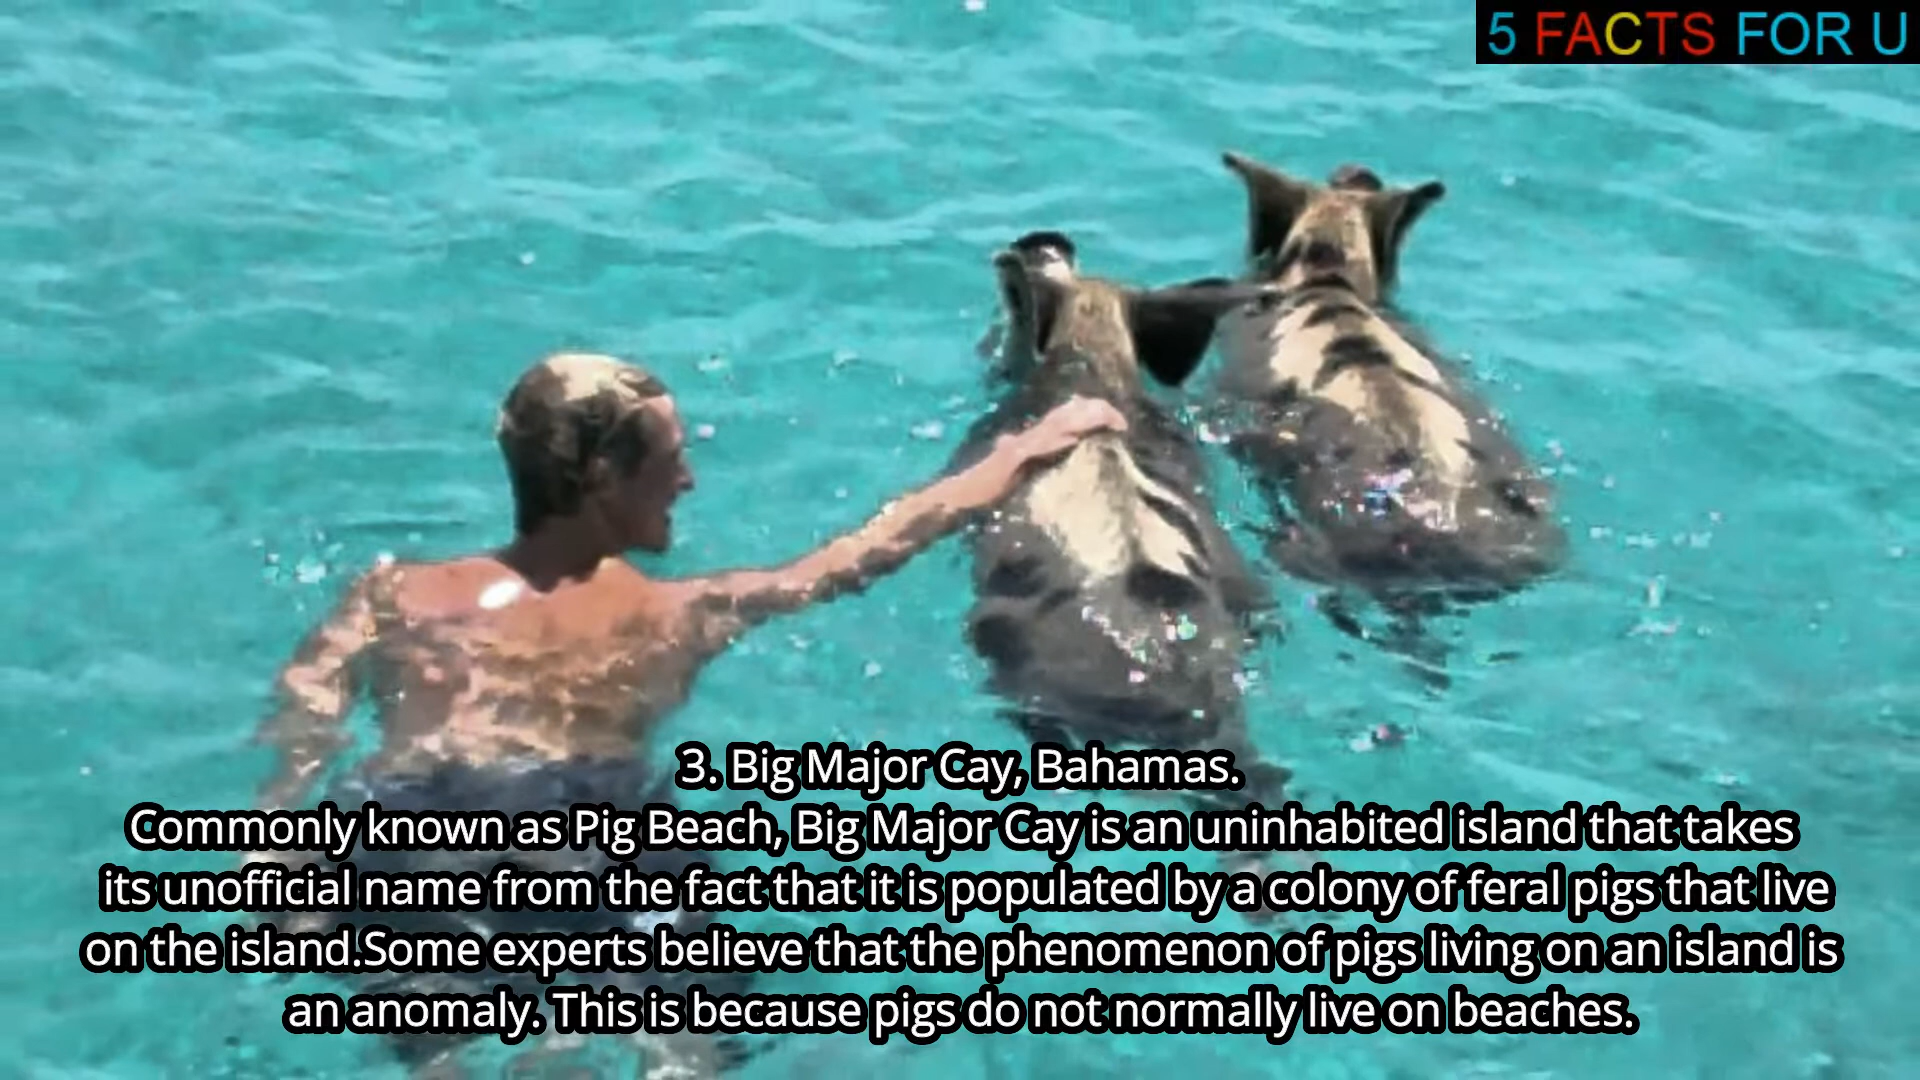 5 FACTS FOR U
3. Big Major Cay, Bahamas.
Commonly known as Pig Beach, Big Major Cay is an uninhabited island that takes
its unofficial name from the fact that it is populated by a colony of feral pigs that live
on the island.Some experts believe that the phenomenon of pigs living on an island is
an anomaly. This is because pigs do not normally live on beaches.